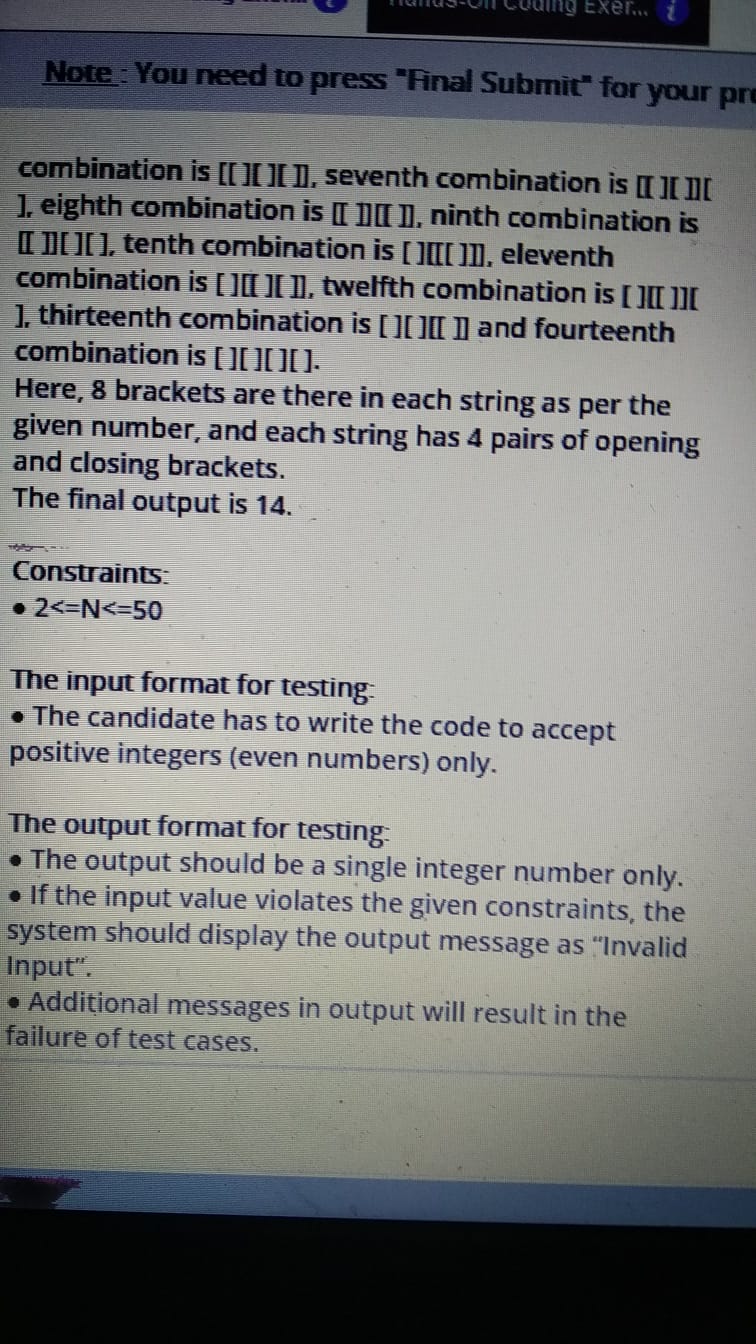 Hands-On Coding Exer... i
Note : You need to press "Final Submit" for your
combination is [[ ][ ][ ]], seventh combination is [[ ][ ]][
], eighth combination is [[ ]][[ ]], ninth combination is
[[ ]][ ][ ], tenth combination is [ ][[[ ]]], eleventh
combination is [ ][[ ][ ]], twelfth combination is [ ][[ ]][
], thirteenth combination is [ ][ ][[ ]] and fourteenth
combination is [ ][ ][ ][ ].
Here, 8 brackets are there in each string as per the
given number, and each string has 4 pairs of opening
and closing brackets.
The final output is 14.
Constraints:
• 2<=N<=50
The input format for testing:
• The candidate has to write the code to accept
positive integers (even numbers) only.
The output format for testing:
• The output should be a single integer number only.
• If the input value violates the given constraints, the
system should display the output message as “Invalid
Input”.
• Additional messages in output will result in the
failure of test cases.